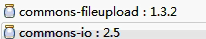 commons-fileupload : 1.3.2
commons-io : 2.5